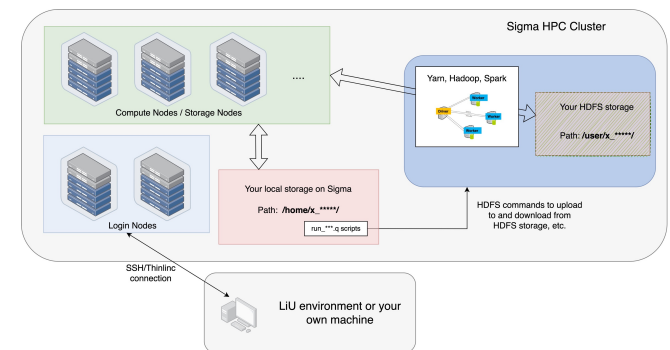 Sigma HPC Cluster
....
Compute Nodes / Storage Nodes
Yarn, Hadoop, Spark
Driver
Worker
Worker
Worker
Your HDFS storage
Path: /user/x_*****/
Login Nodes
Your local storage on Sigma
Path: /home/x_*****/
run_***.q scripts
HDFS commands to upload
to and download from
HDFS storage, etc.
SSH/Thinlinc
connection
LiU environment or your
own machine